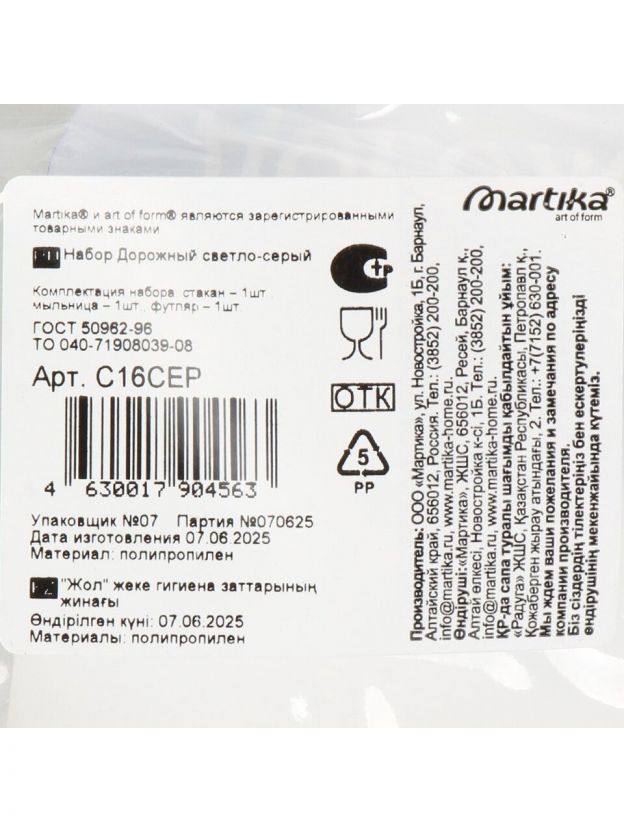 Martika®
art of form
Martika® и art of form® являются зарегистрированными
товарными знаками
RU Набор Дорожный светло-серый
Комплектация набора: стакан – 1шт.,
мыльница – 1шт., футляр – 1шт.
ГОСТ 50962-96
ТО 040-71908039-08
Арт. С16СЕР
4 630017 904563
Упаковщик №07 Партия №070625
Дата изготовления 07.06.2025
Материал: полипропилен
KZ "Жол" жеке гигиена заттарының
жинағы
Өндірілген күні: 07.06.2025
Материалы: полипропилен
стр
ОТК
5
PP
Производитель: ООО «Мартика», ул. Новостройка, 1Б, г. Барнаул,
Алтайский край, 656012, Россия. Тел.: (3852) 200-200,
info@martika.ru, www.martika-home.ru
Өндіруші:«Мартика», ЖШС, 656012, Ресей, Барнаул к.,
Алтай өлкесі, Новостройка к-сі, 1Б. Тел.: (3852) 200-200,
info@martika.ru, www.martika-home.ru
ҚР-да сапа туралы шағымды қабылдайтын ұйым:
«Радуга» ЖШС, Қазақстан Республикасы, Петропавл қ.,
Қожаберген жырау атындағы, 2. Тел.: +7(7152) 630-001.
Мы ждем ваши пожелания и замечания по адресу
компании производителя.
Біз сіздердің тілектеріңіз бен ескертулеріңізді
өндірушінің мекенжайында күтеміз.